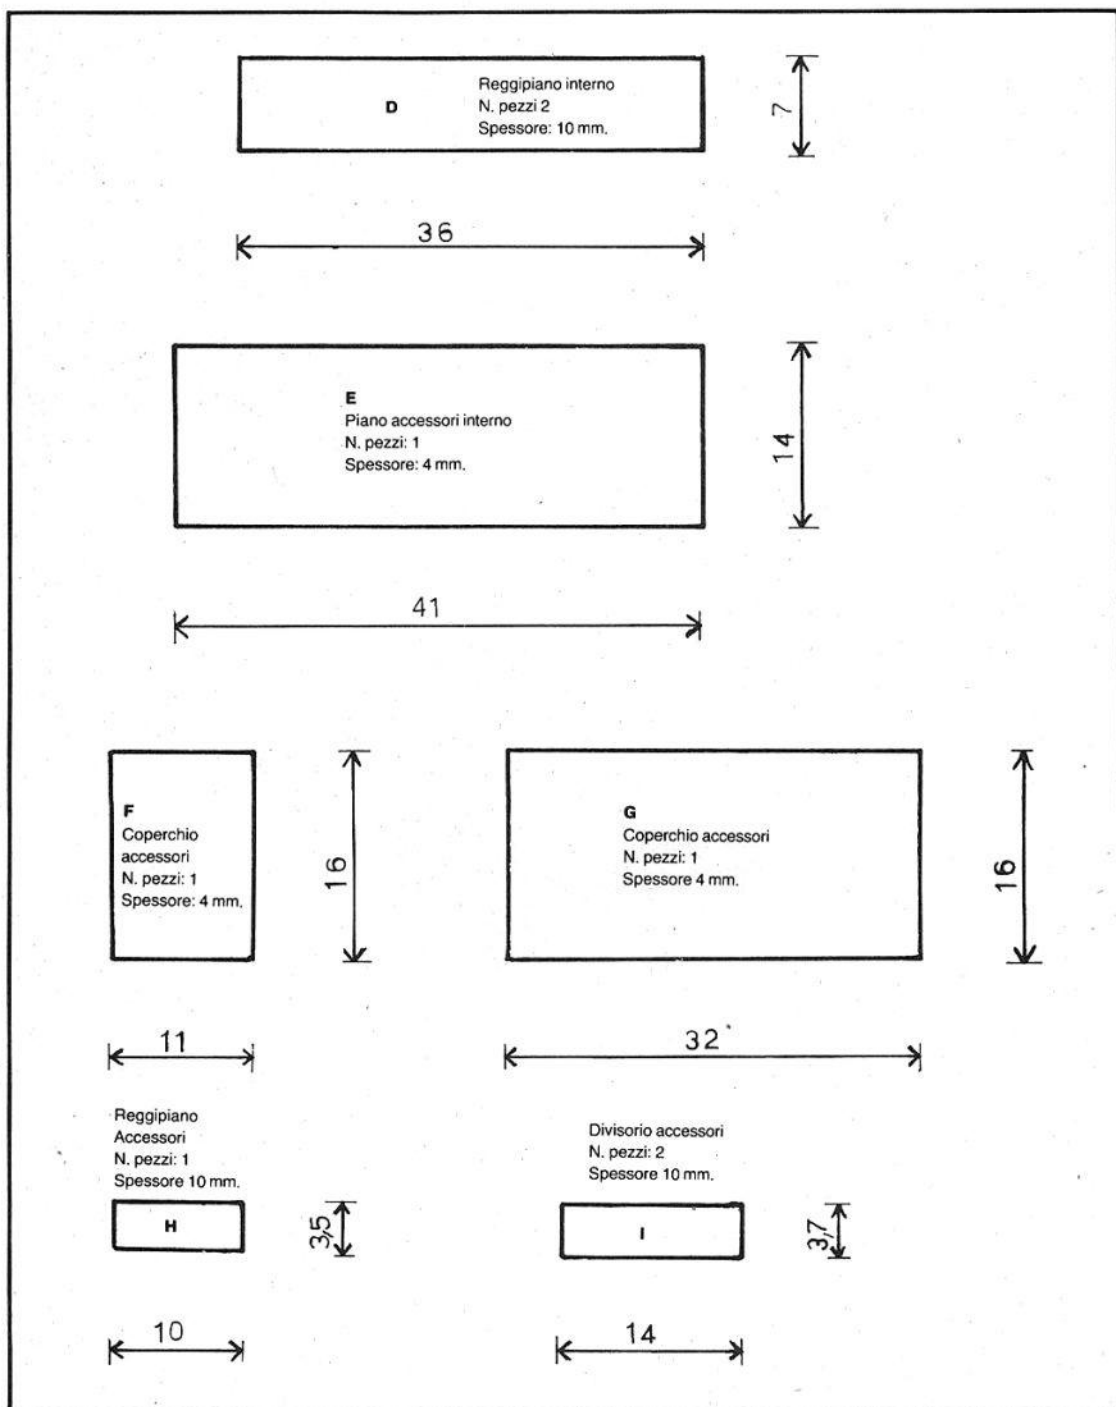 D
Reggipiano interno
N. pezzi 2
Spessore: 10 mm.
7
36
E
Piano accessori interno
N. pezzi: 1
Spessore: 4 mm.
14
41
F
Coperchio
accessori
N. pezzi: 1
Spessore: 4 mm.
16
G
Coperchio accessori
N. pezzi: 1
Spessore 4 mm.
16
11
32
Reggipiano
Accessori
N. pezzi: 1
Spessore 10 mm.
H
3,5
Divisorio accessori
N. pezzi: 2
Spessore 10 mm.
I
3,7
10
14